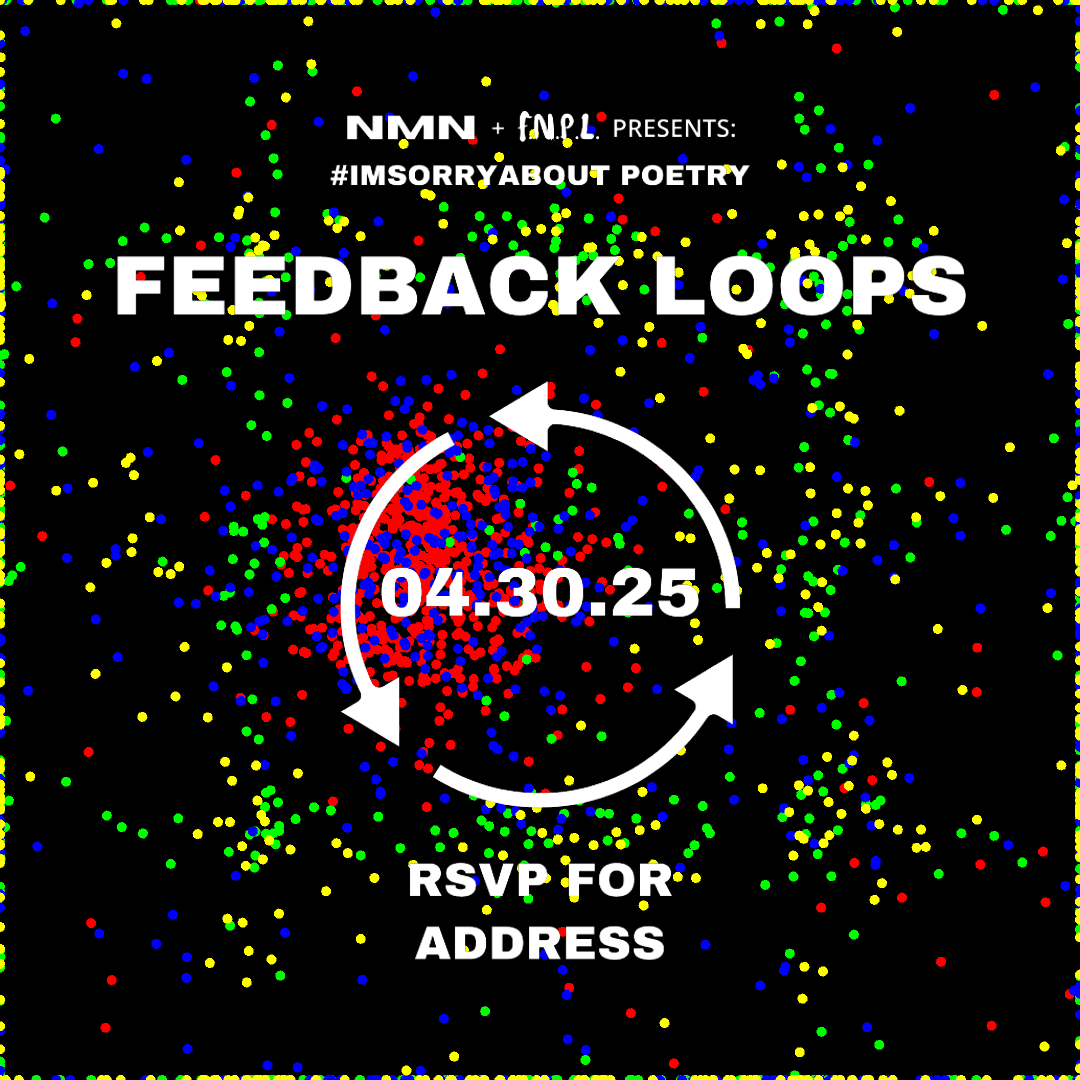 NMN + F.N.P.L. PRESENTS:
#IMSORRYABOUT POETRY
FEEDBACK LOOPS
04.30.25
RSVP FOR
ADDRESS